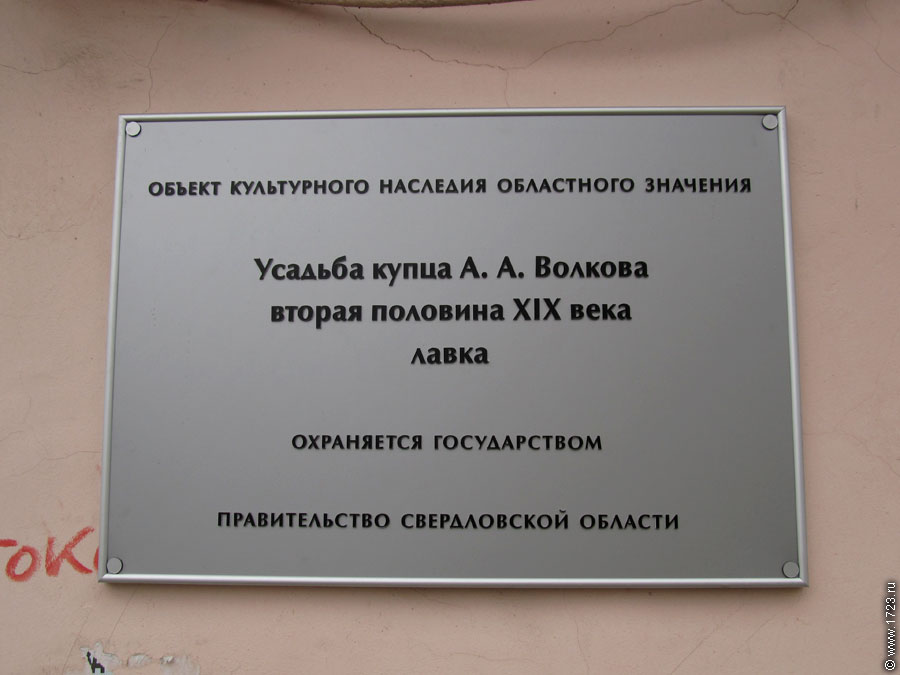 ОБЪЕКТ КУЛЬТУРНОГО НАСЛЕДИЯ ОБЛАСТНОГО ЗНАЧЕНИЯ
Усадьба купца А. А. Волкова
вторая половина XIX века
лавка
ОХРАНЯЕТСЯ ГОСУДАРСТВОМ
ПРАВИТЕЛЬСТВО СВЕРДЛОВСКОЙ ОБЛАСТИ
© www.1723.ru